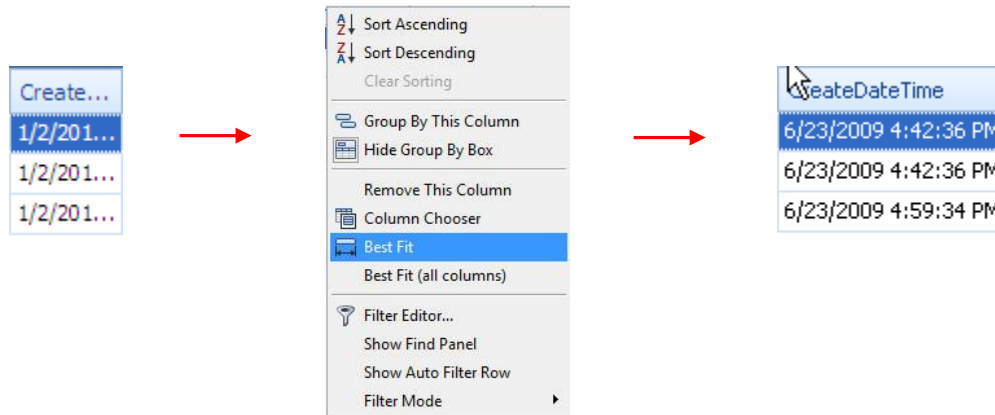 Create...
1/2/201...
1/2/201...
1/2/201...
Sort Ascending
Sort Descending
Clear Sorting
Group By This Column
Hide Group By Box
Remove This Column
Column Chooser
Best Fit
Best Fit (all columns)
Filter Editor...
Show Find Panel
Show Auto Filter Row
Filter Mode
CreateDateTime
6/23/2009 4:42:36 PM
6/23/2009 4:42:36 PM
6/23/2009 4:59:34 PM